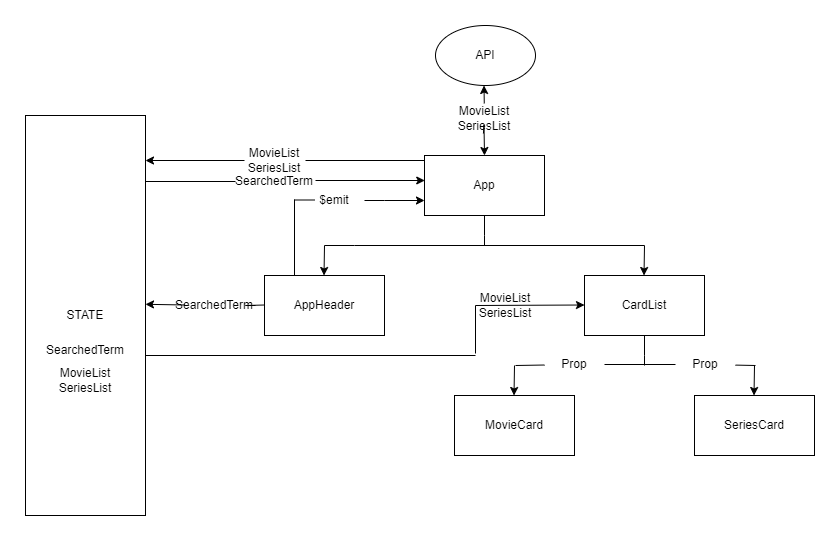 API
MovieList
SeriesList
MovieList
SeriesList
SearchedTerm
App
$emit
STATE
SearchedTerm
MovieList
SeriesList
SearchedTerm
AppHeader
MovieList
SeriesList
CardList
Prop
Prop
MovieCard
SeriesCard